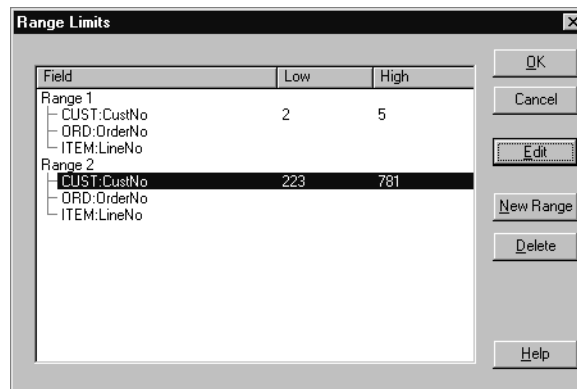 Range Limits
Field Low High
Range 1
CUST:CustNo 2 5
ORD:OrderNo
ITEM:LineNo
Range 2
CUST:CustNo 223 781
ORD:OrderNo
ITEM:LineNo
OK
Cancel
Edit
New Range
Delete
Help